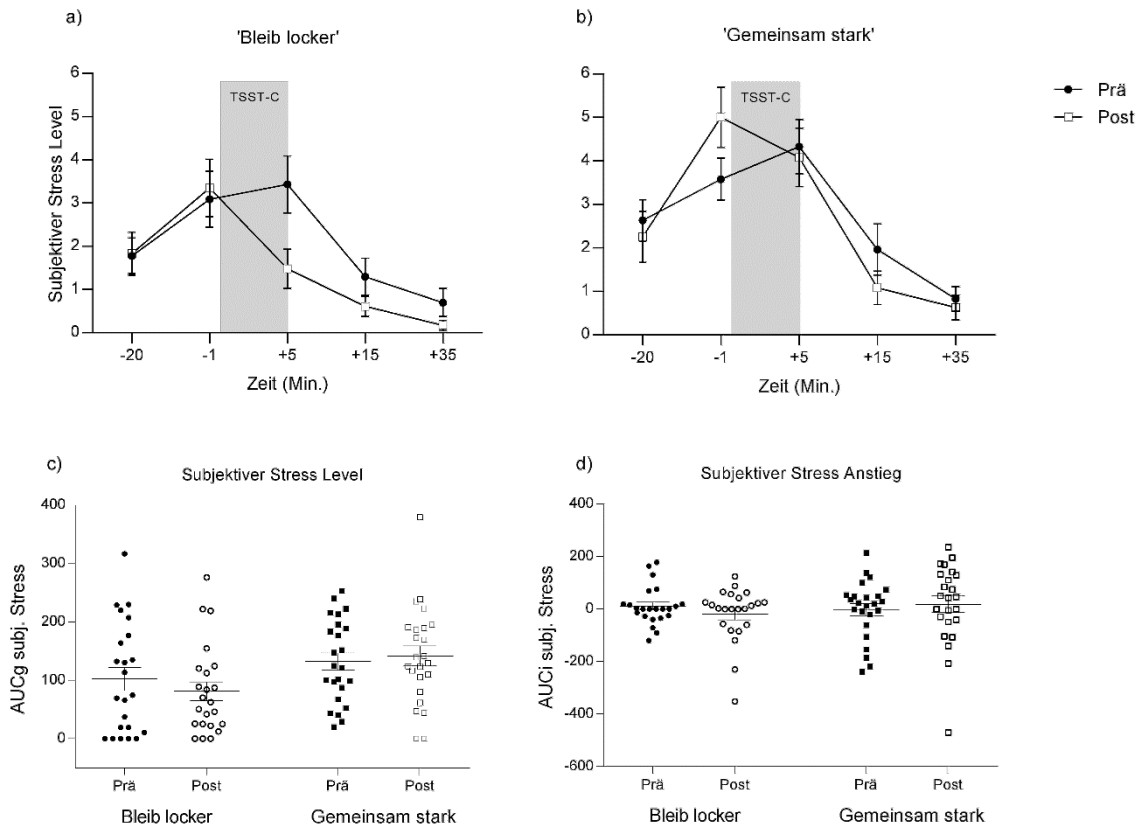 a)
'Bleib locker'
6
5
4
3
2
1
0
Subjektiver Stress Level
TSST-C
-20
-1
+5
+15
+35
Zeit (Min.)
b)
'Gemeinsam stark'
6
5
4
3
2
1
0
TSST-C
-20
-1
+5
+15
+35
Zeit (Min.)
Prä
Post
c)
Subjektiver Stress Level
400
300
200
100
0
AUCg subj. Stress
Prä
Post
Prä
Post
Bleib locker
Gemeinsam stark
d)
Subjektiver Stress Anstieg
400
200
0
-200
-400
-600
AUCi subj. Stress
Prä
Post
Prä
Post
Bleib locker
Gemeinsam stark